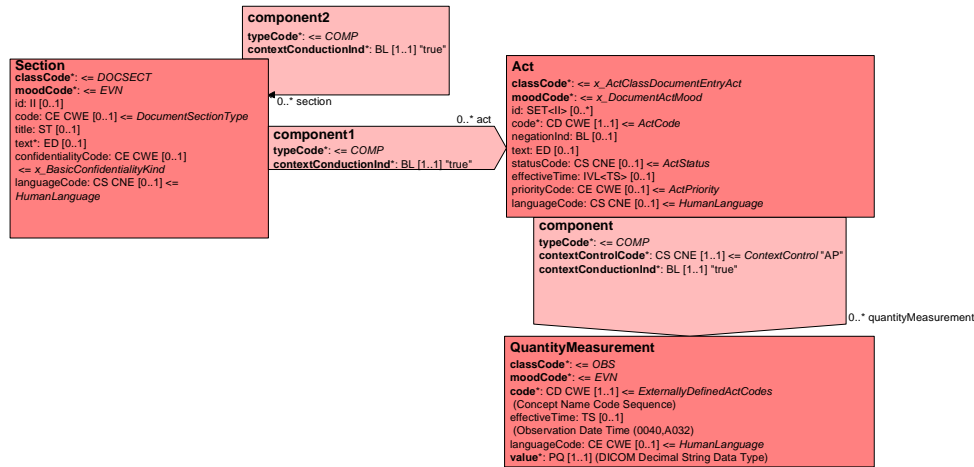 component2
typeCode*: <= COMP
contextConductionInd*: BL [1..1] "true"
0..* section
Section
classCode*: <= DOCSECT
moodCode*: <= EVN
id: II [0..1]
code: CE CWE [0..1] <= DocumentSectionType
title: ST [0..1]
text*: ED [0..1]
confidentialityCode: CE CWE [0..1]
<= x_BasicConfidentialityKind
languageCode: CS CNE [0..1] <=
HumanLanguage
0..* act
component1
typeCode*: <= COMP
contextConductionInd*: BL [1..1] "true"
Act
classCode*: <= x_ActClassDocumentEntryAct
moodCode*: <= x_DocumentActMood
id: SET<II> [0..*]
code*: CD CWE [1..1] <= ActCode
negationInd: BL [0..1]
text: ED [0..1]
statusCode: CS CNE [0..1] <= ActStatus
effectiveTime: IVL<TS> [0..1]
priorityCode: CE CWE [0..1] <= ActPriority
languageCode: CS CNE [0..1] <= HumanLanguage
component
typeCode*: <= COMP
contextControlCode*: CS CNE [1..1] <= ContextControl "AP"
contextConductionInd*: BL [1..1] "true"
0..* quantityMeasurement
QuantityMeasurement
classCode*: <= OBS
moodCode*: <= EVN
code*: CD CWE [1..1] <= ExternallyDefinedActCodes
(Concept Name Code Sequence)
effectiveTime: TS [0..1]
(Observation Date Time (0040,A032)
languageCode: CE CWE [0..1] <= HumanLanguage
value*: PQ [1..1] (DICOM Decimal String Data Type)